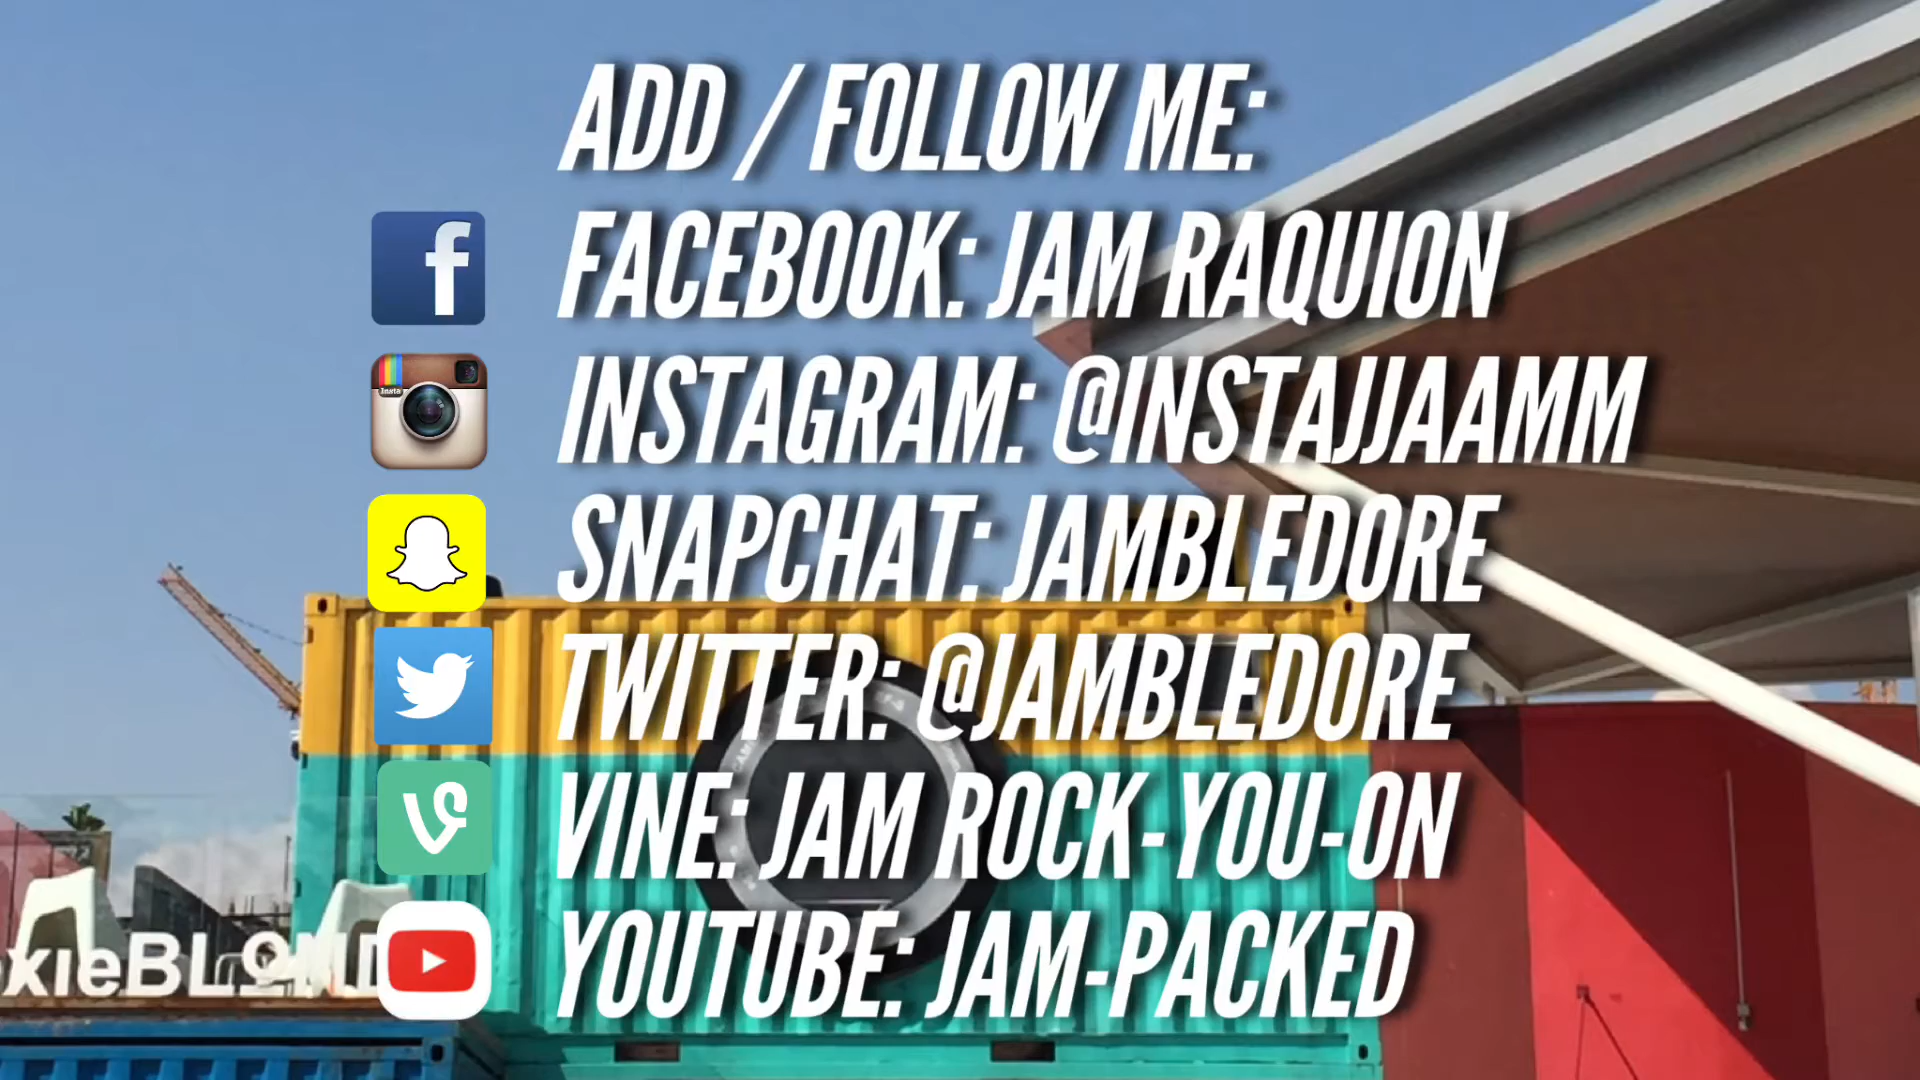 ADD / FOLLOW ME:
FACEBOOK: JAM RAQUION
Insta
INSTAGRAM: @INSTAJJAAMM
SNAPCHAT: JAMBLEDORE
TWITTER: @JAMBLEDORE
VINE: JAM ROCK-YOU-ON
YOUTUBE: JAM-PACKED